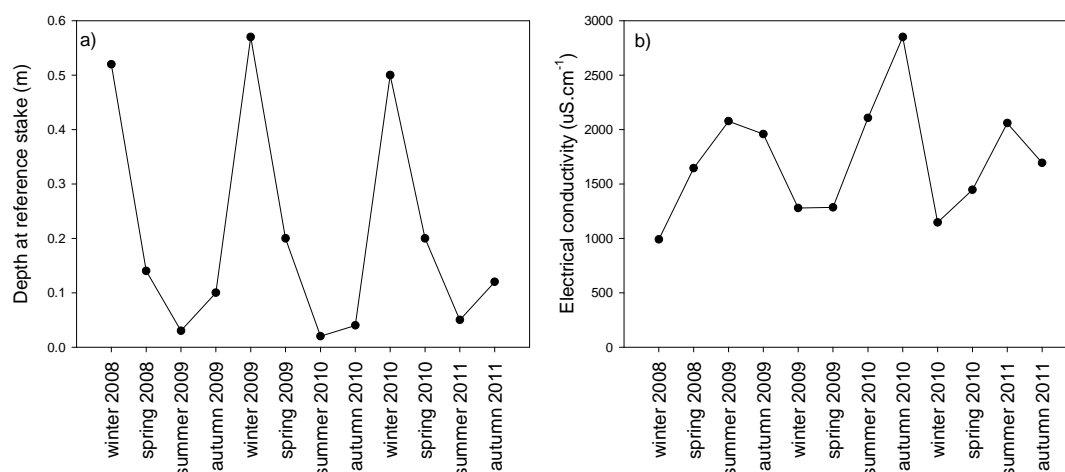 a)
Depth at reference stake (m)
0.6
0.5
0.4
0.3
0.2
0.1
0.0
winter 2008
spring 2008
summer 2009
autumn 2009
winter 2009
spring 2009
summer 2010
autumn 2010
winter 2010
spring 2010
summer 2011
autumn 2011
b)
Electrical conductivity (uS.cm⁻¹)
3000
2500
2000
1500
1000
500
0
winter 2008
spring 2008
summer 2009
autumn 2009
winter 2009
spring 2009
summer 2010
autumn 2010
winter 2010
spring 2010
summer 2011
autumn 2011